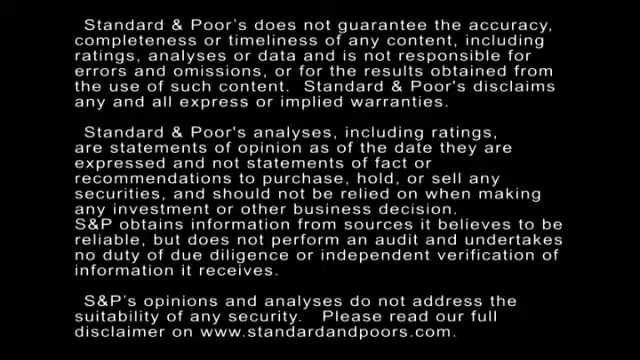 Standard & Poor's does not guarantee the accuracy,
completeness or timeliness of any content, including
ratings, analyses or data and is not responsible for
errors and omissions, or for the results obtained from
the use of such content.  Standard & Poor's disclaims
any and all express or implied warranties.
Standard & Poor's analyses, including ratings,
are statements of opinion as of the date they are
expressed and not statements of fact or
recommendations to purchase, hold, or sell any
securities, and should not be relied on when making
any investment or other business decision.
S&P obtains information from sources it believes to be
reliable, but does not perform an audit and undertakes
no duty of due diligence or independent verification of
information it receives.
S&P's opinions and analyses do not address the
suitability of any security.   Please read our full
disclaimer on www.standardandpoors.com.